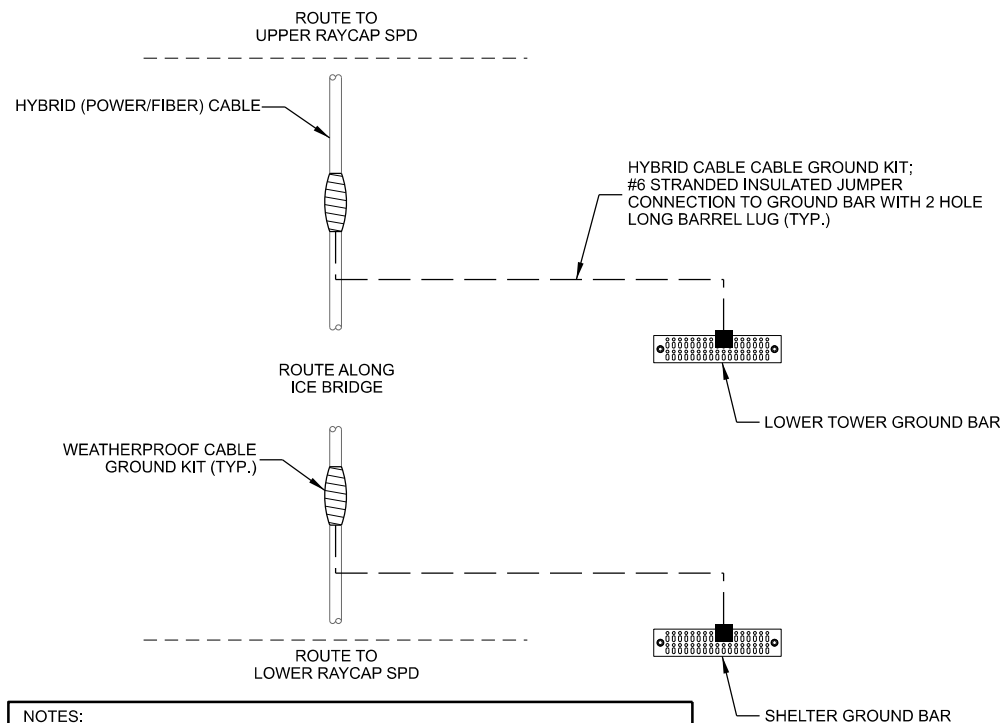 ROUTE TO
UPPER RAYCAP SPD
HYBRID (POWER/FIBER) CABLE
HYBRID CABLE CABLE GROUND KIT;
#6 STRANDED INSULATED JUMPER
CONNECTION TO GROUND BAR WITH 2 HOLE
LONG BARREL LUG (TYP.)
ROUTE ALONG
ICE BRIDGE
LOWER TOWER GROUND BAR
WEATHERPROOF CABLE
GROUND KIT (TYP.)
ROUTE TO
LOWER RAYCAP SPD
SHELTER GROUND BAR
NOTES: